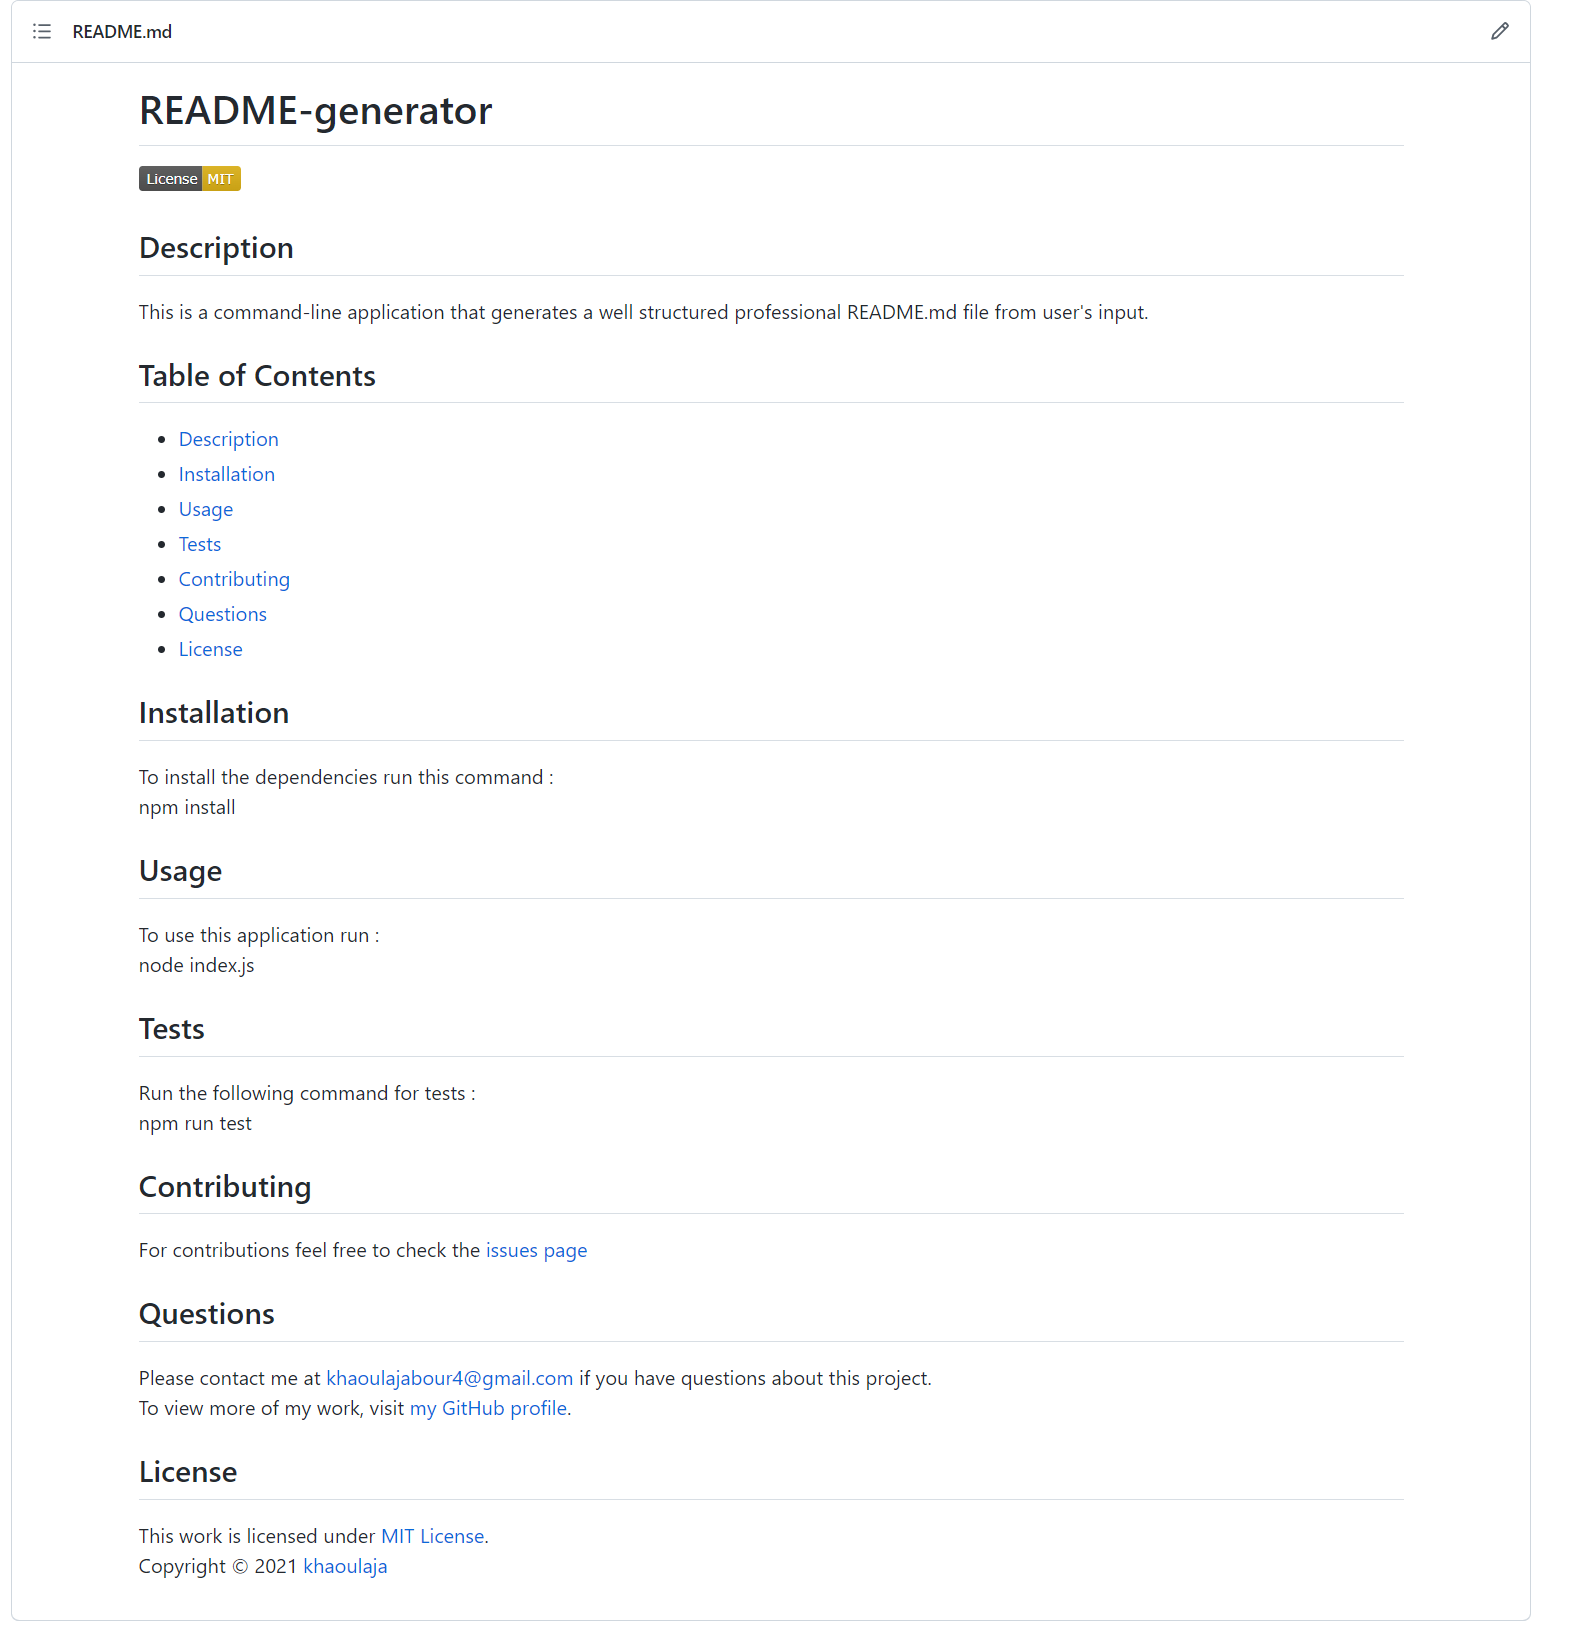 README.md
README-generator
License MIT
Description
This is a command-line application that generates a well structured professional README.md file from user's input.
Table of Contents
Description
Installation
Usage
Tests
Contributing
Questions
License
Installation
To install the dependencies run this command :
npm install
Usage
To use this application run :
node index.js
Tests
Run the following command for tests :
npm run test
Contributing
For contributions feel free to check the issues page
Questions
Please contact me at khaoulajabour4@gmail.com if you have questions about this project.
To view more of my work, visit my GitHub profile.
License
This work is licensed under MIT License.
Copyright © 2021 khaoulaja